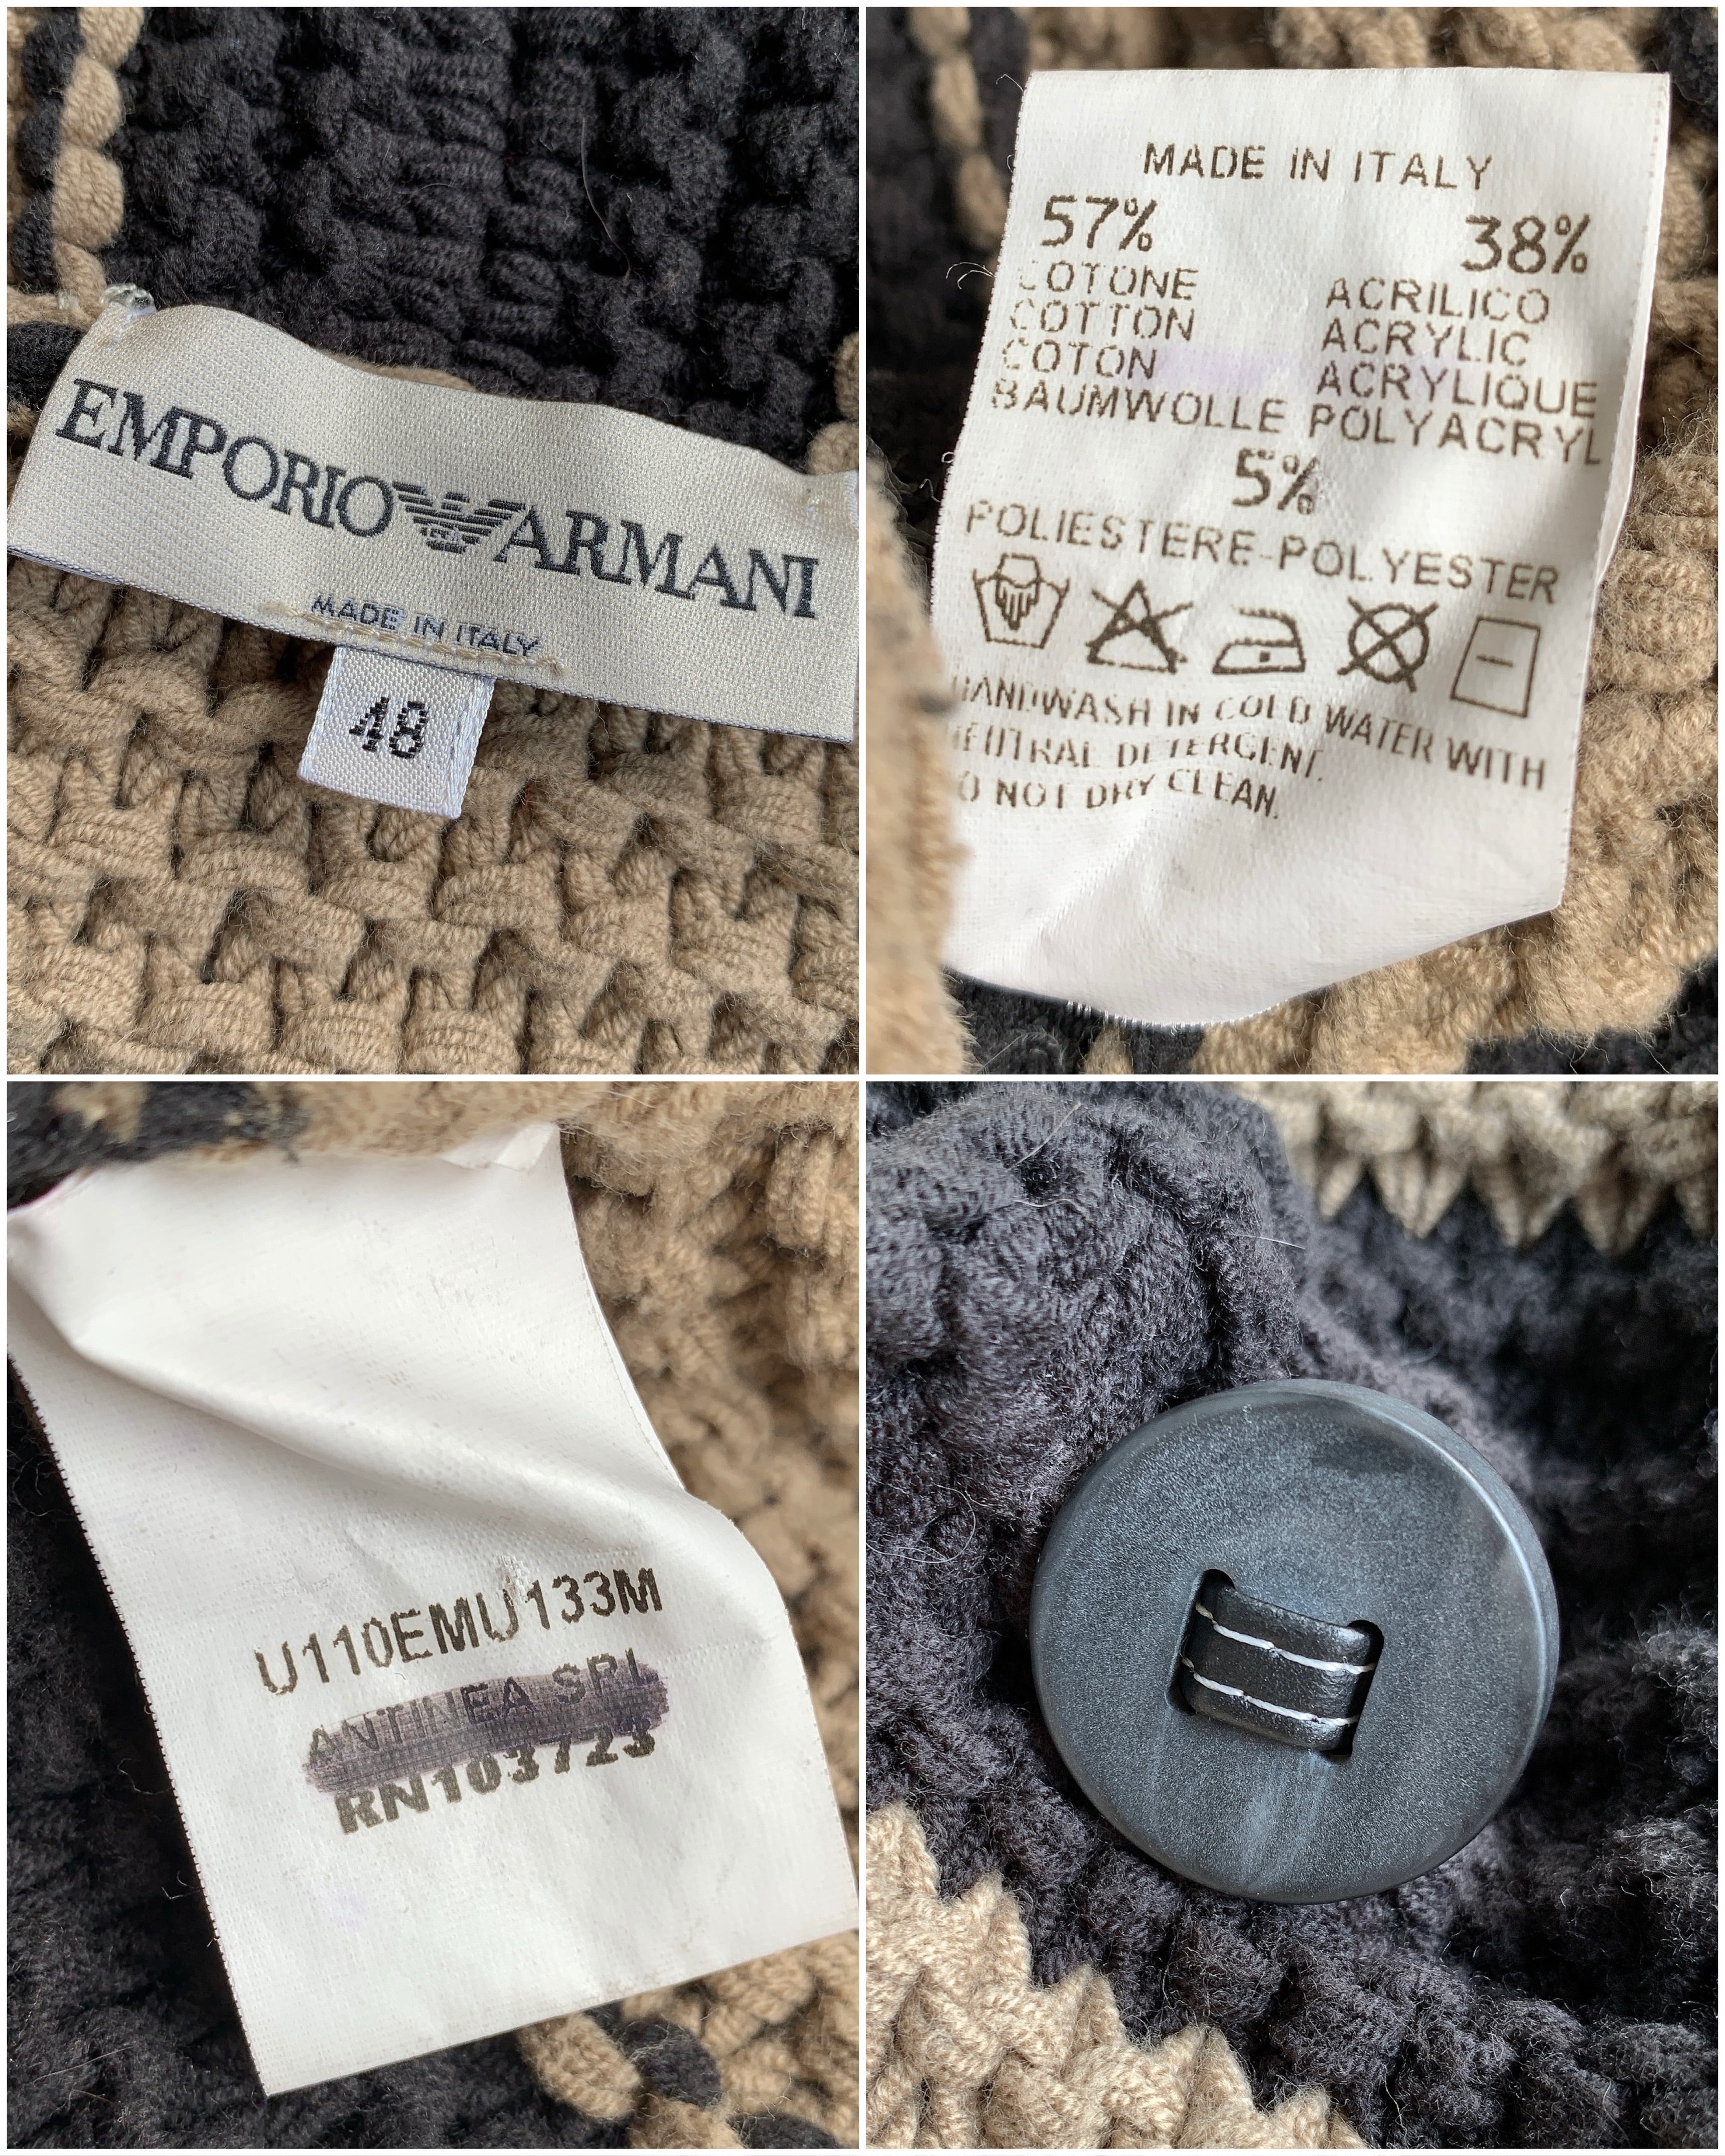 EMPORIO ARMANI
MADE IN ITALY
48
MADE IN ITALY
57% 38%
COTONE ACRILICO
COTTON ACRYLIC
COTON ACRYLIQUE
BAUMWOLLE POLYACRYL
5%
POLIESTERE-POLYESTER
HANDWASH IN COLD WATER WITH
NEUTRAL DETERGENT.
DO NOT DRY CLEAN.
U110EMU133M
ANTINEA SRL
RN103723